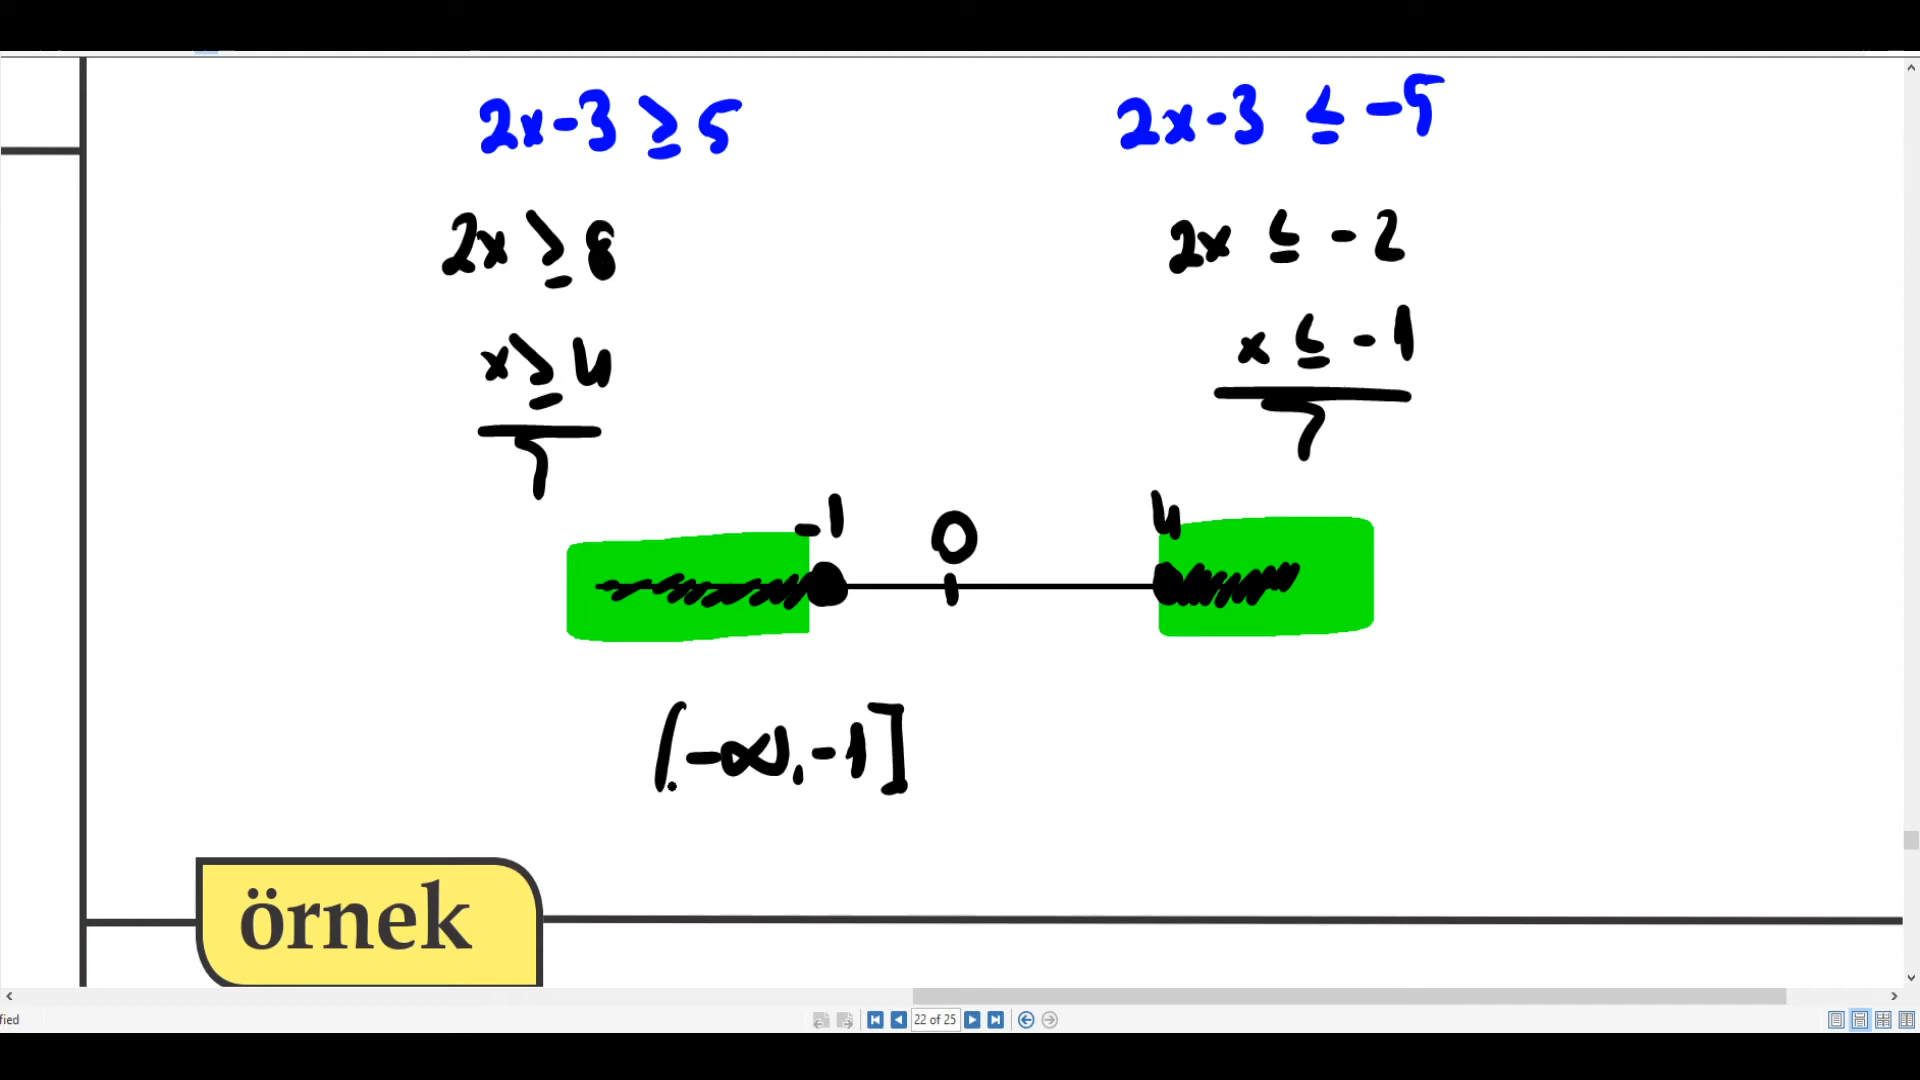 2x-3 ≥ 5
2x-3 ≤ -5
2x ≥ 8
2x ≤ -2
x ≥ 4
x ≤ -1
-1 0 4
(-∞, -1]
örnek
fied
22 of 25